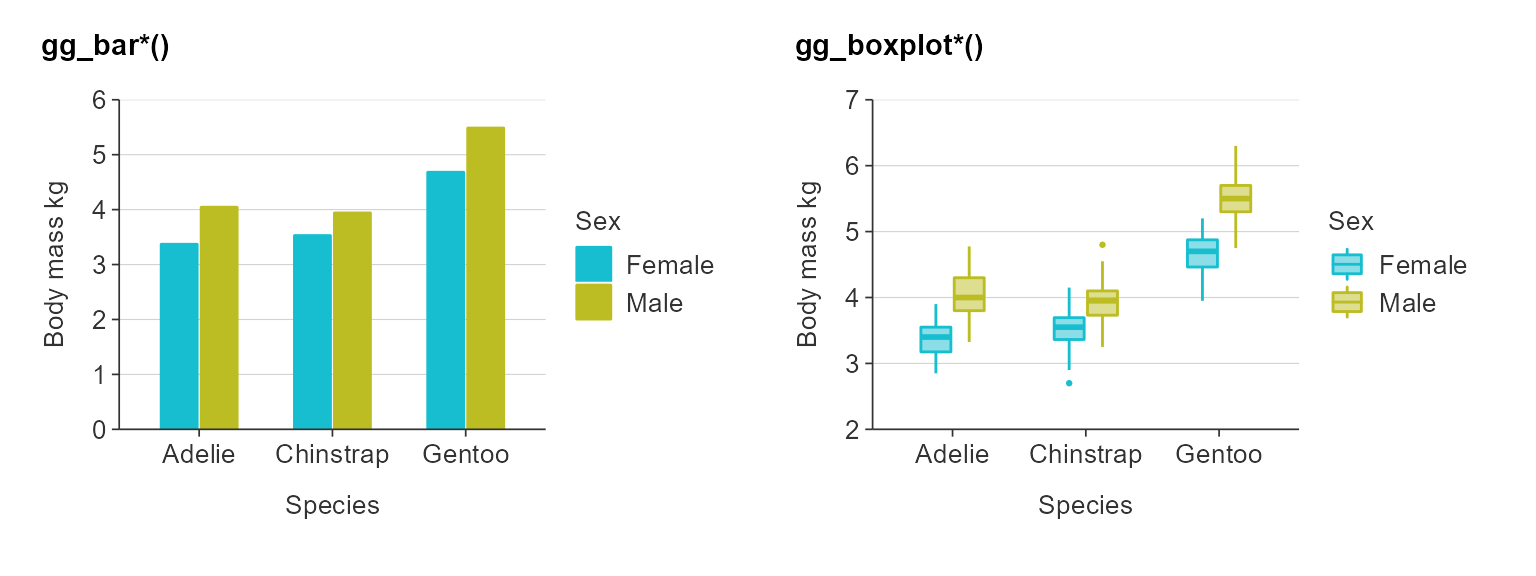 gg_bar*()
6
5
4
3
2
1
0
Body mass kg
Adelie Chinstrap Gentoo
Species
Sex
Female
Male
gg_boxplot*()
7
6
5
4
3
2
Body mass kg
Adelie Chinstrap Gentoo
Species
Sex
Female
Male